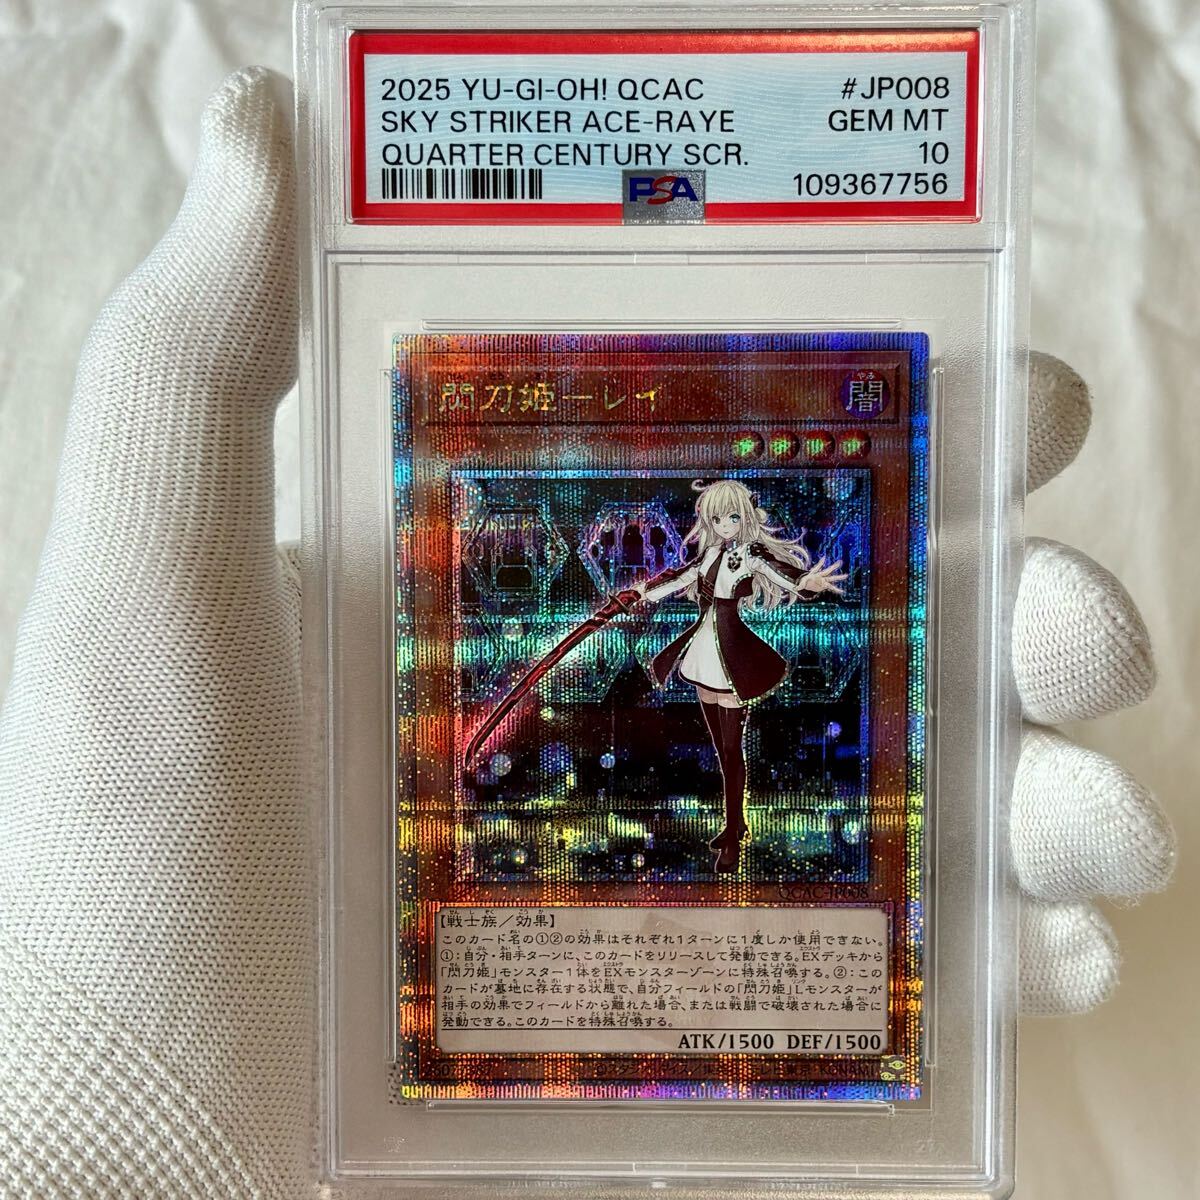 2025 YU-GI-OH! QCAC #JP008
SKY STRIKER ACE-RAYE GEM MT
QUARTER CENTURY SCR. 10
PSA 109367756
閃刀姫-レイ
やみ
闇
QCAC-JP008
【戦士族／効果】
このカード名の①②の効果はそれぞれ1ターンに1度しか使用できない。
①：自分・相手ターンに、このカードをリリースして発動できる。EXデッキから
「閃刀姫」モンスター1体をEXモンスターゾーンに特殊召喚する。②：この
カードが墓地に存在する状態で、自分フィールドの「閃刀姫」Lモンスターが
相手の効果でフィールドから離れた場合、または戦闘で破壊された場合に
発動できる。このカードを特殊召喚する。
ATK/1500 DEF/1500
KONAMI